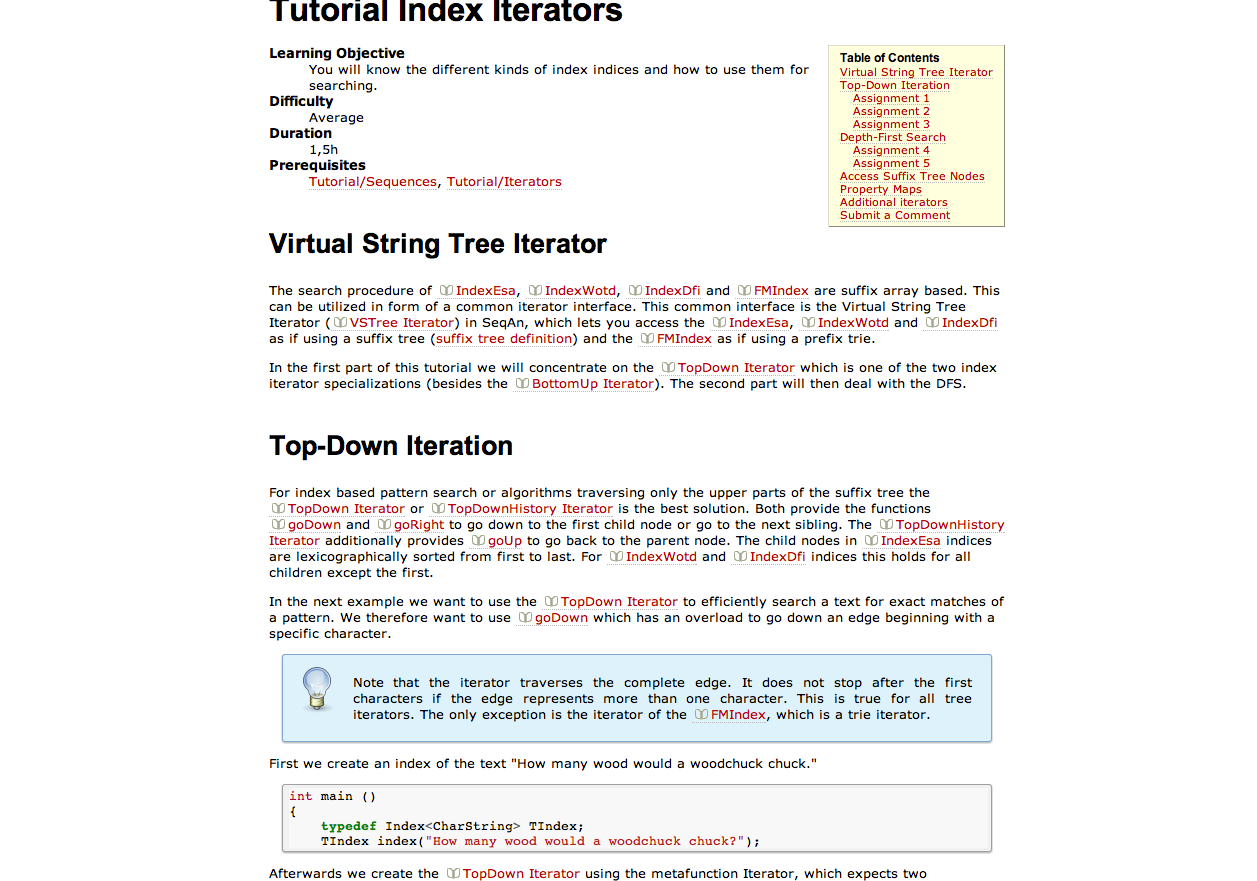 Tutorial Index Iterators
Learning Objective
You will know the different kinds of index indices and how to use them for
searching.
Difficulty
Average
Duration
1,5h
Prerequisites
Tutorial/Sequences, Tutorial/Iterators
Table of Contents
Virtual String Tree Iterator
Top-Down Iteration
Assignment 1
Assignment 2
Assignment 3
Depth-First Search
Assignment 4
Assignment 5
Access Suffix Tree Nodes
Property Maps
Additional iterators
Submit a Comment
Virtual String Tree Iterator
The search procedure of IndexEsa, IndexWotd, IndexDfi and FMIndex are suffix array based. This
can be utilized in form of a common iterator interface. This common interface is the Virtual String Tree
Iterator (VSTree Iterator) in SeqAn, which lets you access the IndexEsa, IndexWotd and IndexDfi
as if using a suffix tree (suffix tree definition) and the FMIndex as if using a prefix trie.
In the first part of this tutorial we will concentrate on the TopDown Iterator which is one of the two index
iterator specializations (besides the BottomUp Iterator). The second part will then deal with the DFS.
Top-Down Iteration
For index based pattern search or algorithms traversing only the upper parts of the suffix tree the
TopDown Iterator or TopDownHistory Iterator is the best solution. Both provide the functions
goDown and goRight to go down to the first child node or go to the next sibling. The TopDownHistory
Iterator additionally provides goUp to go back to the parent node. The child nodes in IndexEsa indices
are lexicographically sorted from first to last. For IndexWotd and IndexDfi indices this holds for all
children except the first.
In the next example we want to use the TopDown Iterator to efficiently search a text for exact matches of
a pattern. We therefore want to use goDown which has an overload to go down an edge beginning with a
specific character.
Note that the iterator traverses the complete edge. It does not stop after the first
characters if the edge represents more than one character. This is true for all tree
iterators. The only exception is the iterator of the FMIndex, which is a trie iterator.
First we create an index of the text "How many wood would a woodchuck chuck."
int main ()
{
    typedef Index<CharString> TIndex;
    TIndex index("How many wood would a woodchuck chuck?");
Afterwards we create the TopDown Iterator using the metafunction Iterator, which expects two